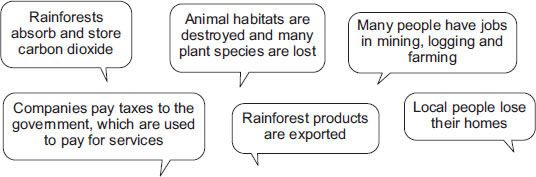 Rainforests
absorb and store
carbon dioxide
Animal habitats are
destroyed and many
plant species are lost
Many people have jobs
in mining, logging and
farming
Companies pay taxes to the
government, which are used
to pay for services
Rainforest products
are exported
Local people lose
their homes